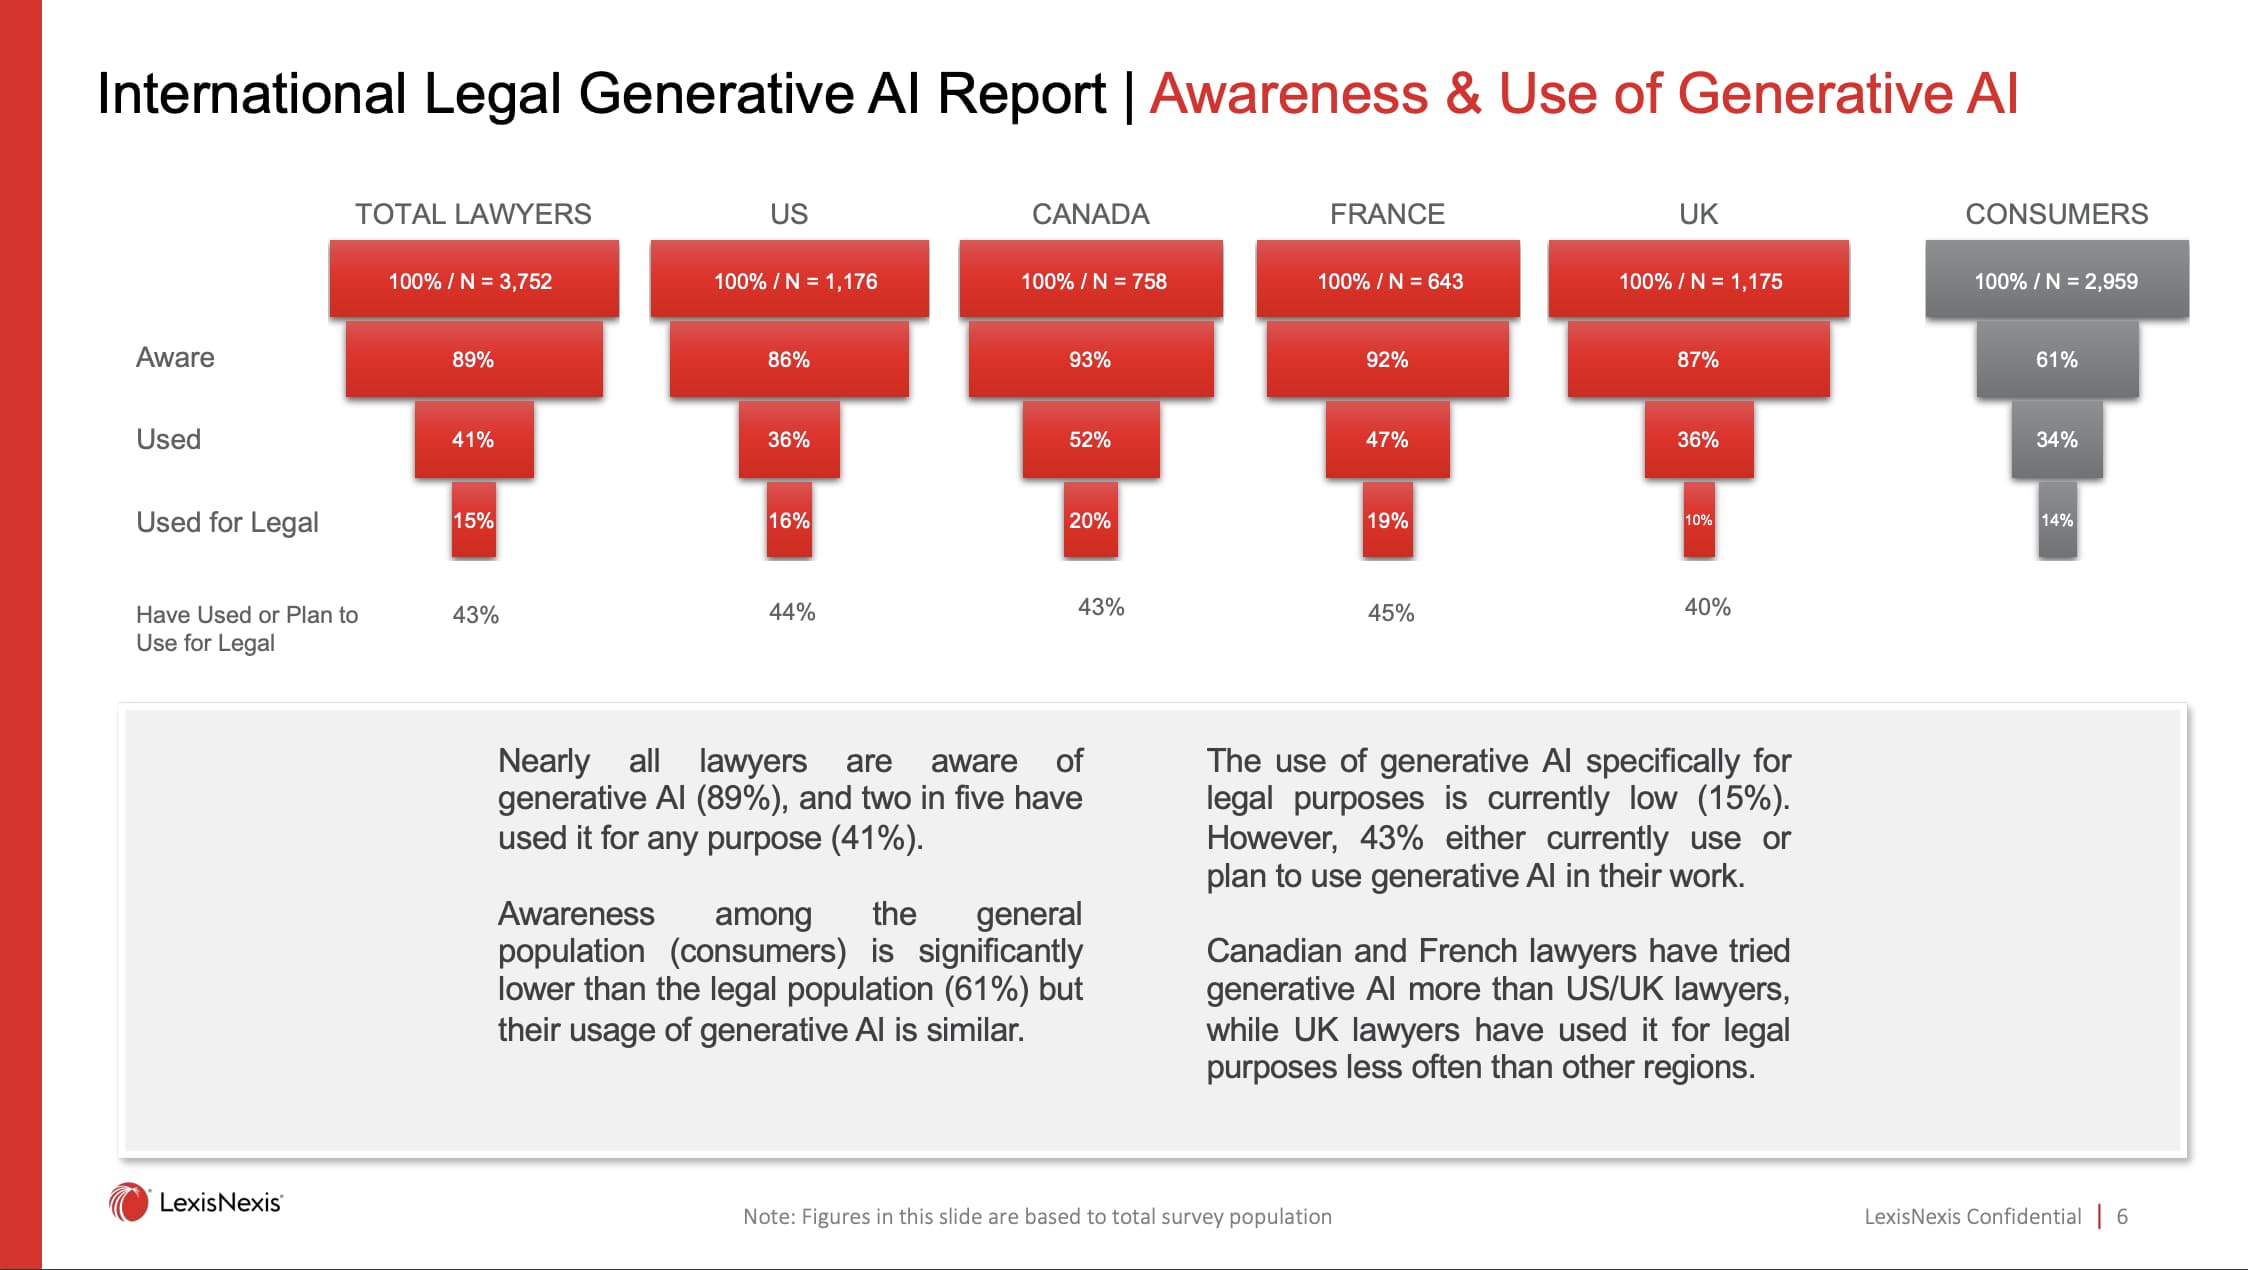 International Legal Generative AI Report | Awareness & Use of Generative AI
TOTAL LAWYERS US CANADA FRANCE UK CONSUMERS
100% / N = 3,752 100% / N = 1,176 100% / N = 758 100% / N = 643 100% / N = 1,175 100% / N = 2,959
Aware 89% 86% 93% 92% 87% 61%
Used 41% 36% 52% 47% 36% 34%
Used for Legal 15% 16% 20% 19% 10% 14%
Have Used or Plan to
Use for Legal
43% 44% 43% 45% 40%
Nearly all lawyers are aware of
generative AI (89%), and two in five have
used it for any purpose (41%).
Awareness among the general
population (consumers) is significantly
lower than the legal population (61%) but
their usage of generative AI is similar.
The use of generative AI specifically for
legal purposes is currently low (15%).
However, 43% either currently use or
plan to use generative AI in their work.
Canadian and French lawyers have tried
generative AI more than US/UK lawyers,
while UK lawyers have used it for legal
purposes less often than other regions.
LexisNexis
Note: Figures in this slide are based to total survey population
LexisNexis Confidential | 6